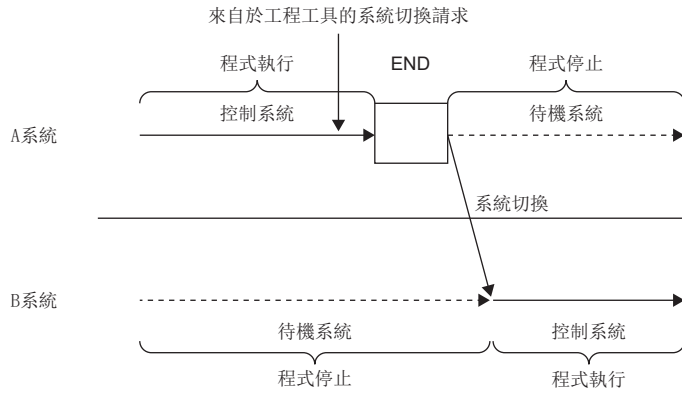 來自於工程工具的系統切換請求
程式執行
END
程式停止
控制系統
待機系統
A系統
系統切換
B系統
待機系統
控制系統
程式停止
程式執行